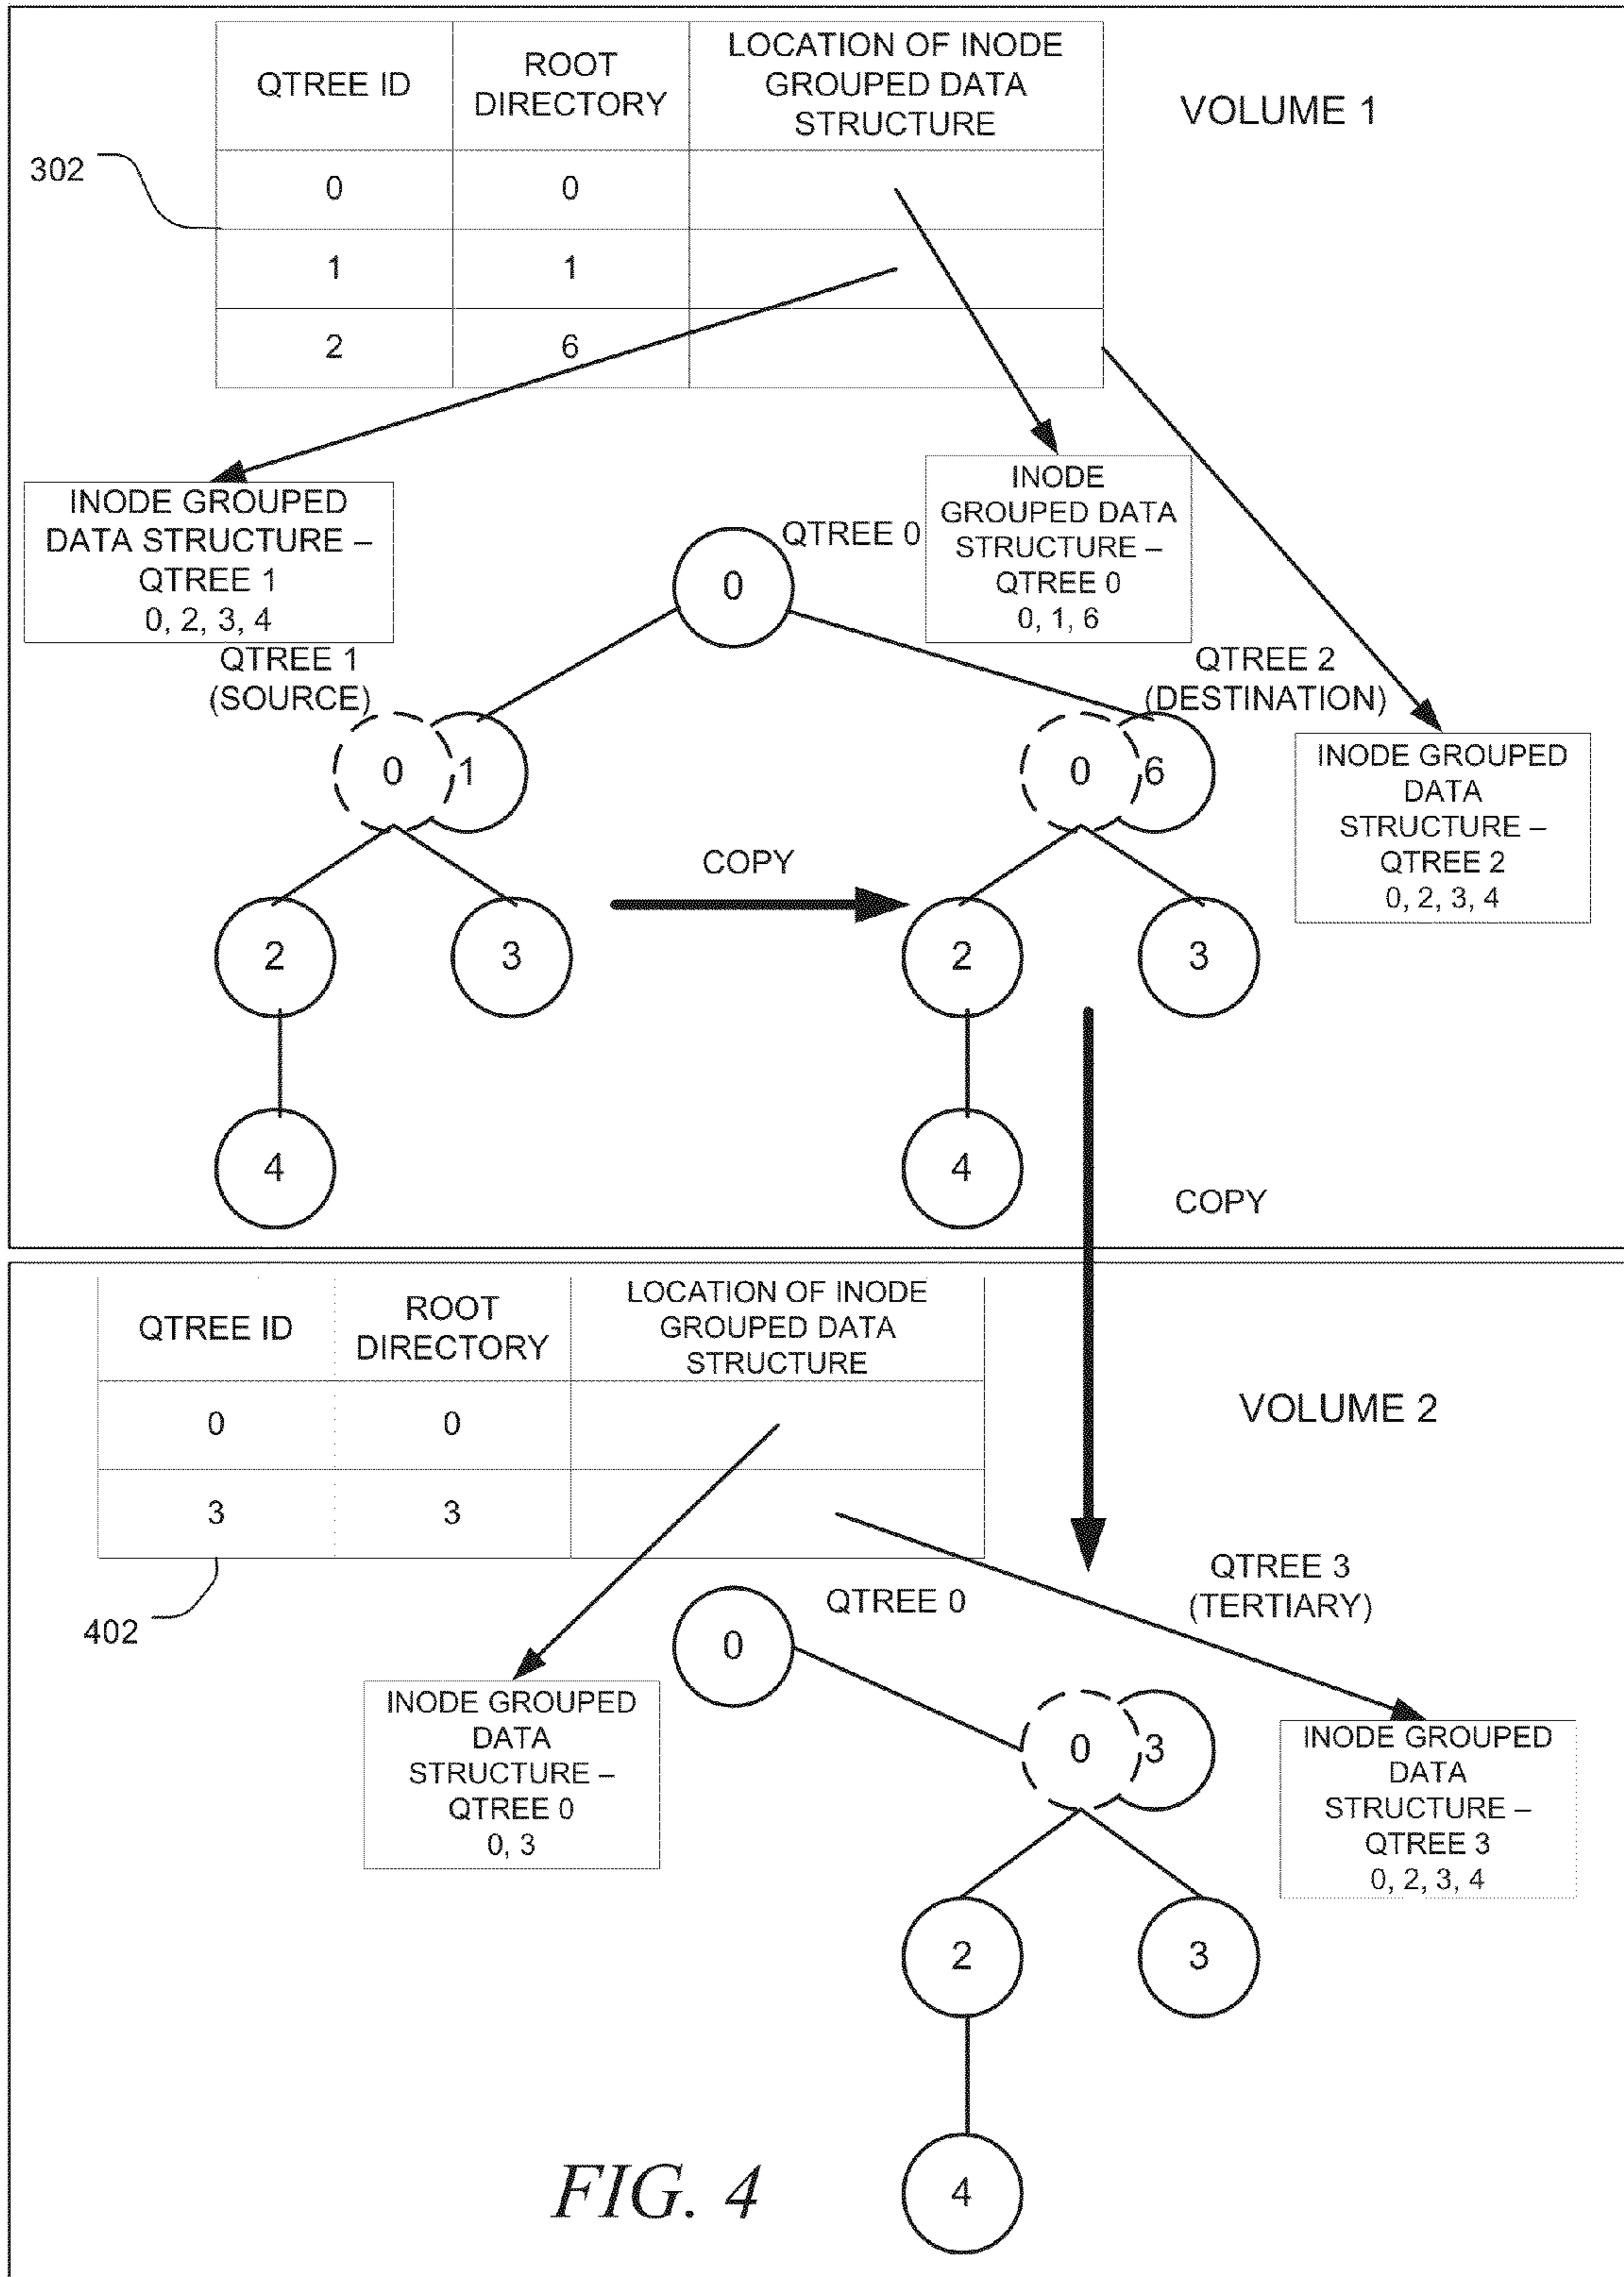 QTREE ID
ROOT
DIRECTORY
LOCATION OF INODE
GROUPED DATA
STRUCTURE
VOLUME 1
302
0
0
1
1
2
6
INODE GROUPED
DATA STRUCTURE –
QTREE 1
0, 2, 3, 4
INODE
GROUPED DATA
STRUCTURE –
QTREE 0
0, 1, 6
QTREE 0
0
QTREE 1
(SOURCE)
QTREE 2
(DESTINATION)
0
1
0
6
INODE GROUPED
DATA
STRUCTURE –
QTREE 2
0, 2, 3, 4
COPY
2
3
2
3
4
4
COPY
QTREE ID
ROOT
DIRECTORY
LOCATION OF INODE
GROUPED DATA
STRUCTURE
VOLUME 2
0
0
3
3
402
QTREE 0
QTREE 3
(TERTIARY)
0
INODE GROUPED
DATA
STRUCTURE –
QTREE 0
0, 3
0
3
INODE GROUPED
DATA
STRUCTURE –
QTREE 3
0, 2, 3, 4
2
3
4
FIG. 4